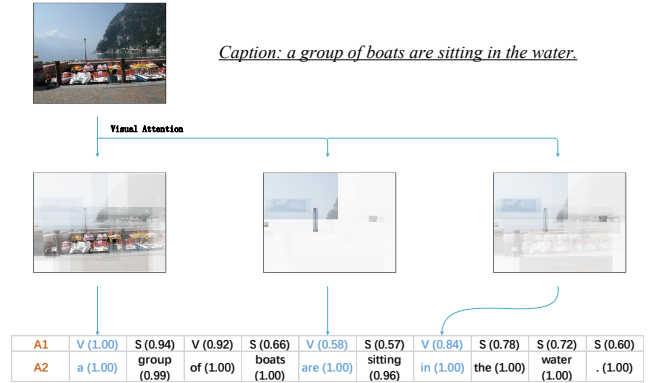 Caption: a group of boats are sitting in the water.
Visual Attention
A1 V (1.00) S (0.94) V (0.92) S (0.66) V (0.58) S (0.57) V (0.84) S (0.78) S (0.72) S (0.60)
A2 a (1.00) group (0.99) of (1.00) boats (1.00) are (1.00) sitting (0.96) in (1.00) the (1.00) water (1.00) . (1.00)